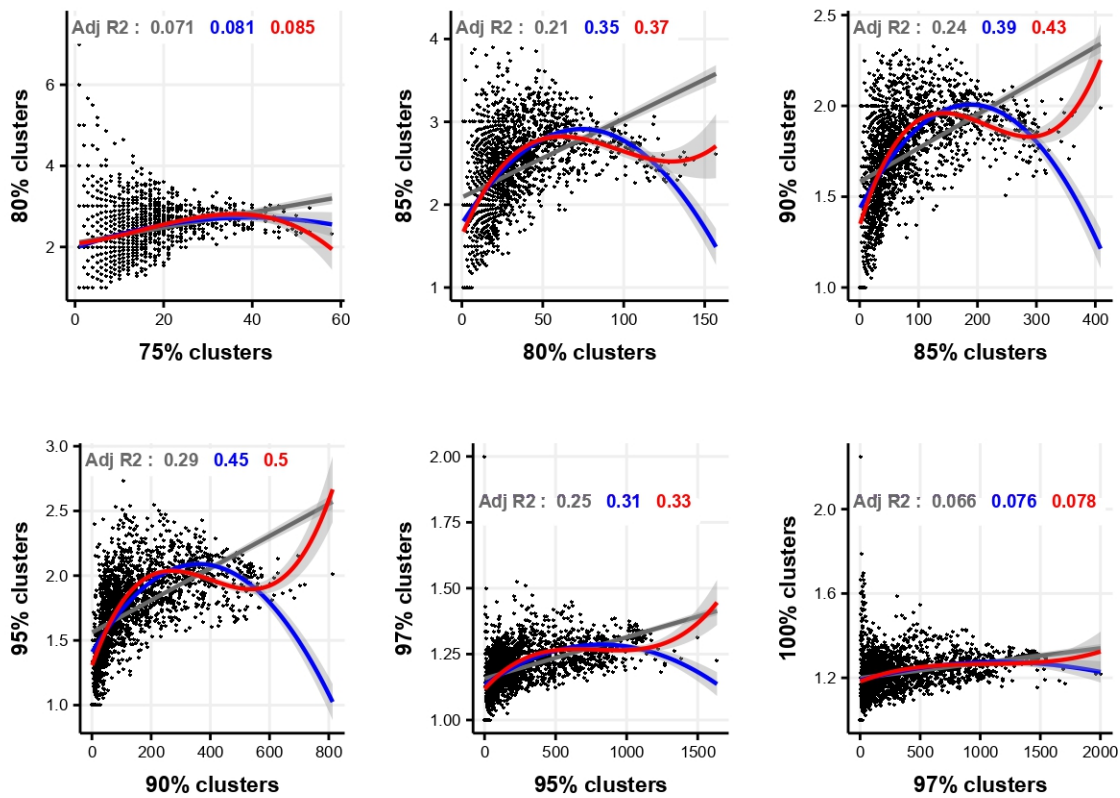 Adj R2 : 0.071 0.081 0.085
6
4
2
80% clusters
0 20 40 60
75% clusters
Adj R2 : 0.21 0.35 0.37
4
3
2
1
85% clusters
0 50 100 150
80% clusters
2.5
Adj R2 : 0.24 0.39 0.43
2.0
1.5
1.0
90% clusters
0 100 200 300 400
85% clusters
3.0
Adj R2 : 0.29 0.45 0.5
2.5
2.0
1.5
1.0
95% clusters
0 200 400 600 800
90% clusters
2.00
Adj R2 : 0.25 0.31 0.33
1.75
1.50
1.25
1.00
97% clusters
0 500 1000 1500
95% clusters
Adj R2 : 0.066 0.076 0.078
2.0
1.6
1.2
100% clusters
0 500 1000 1500 2000
97% clusters